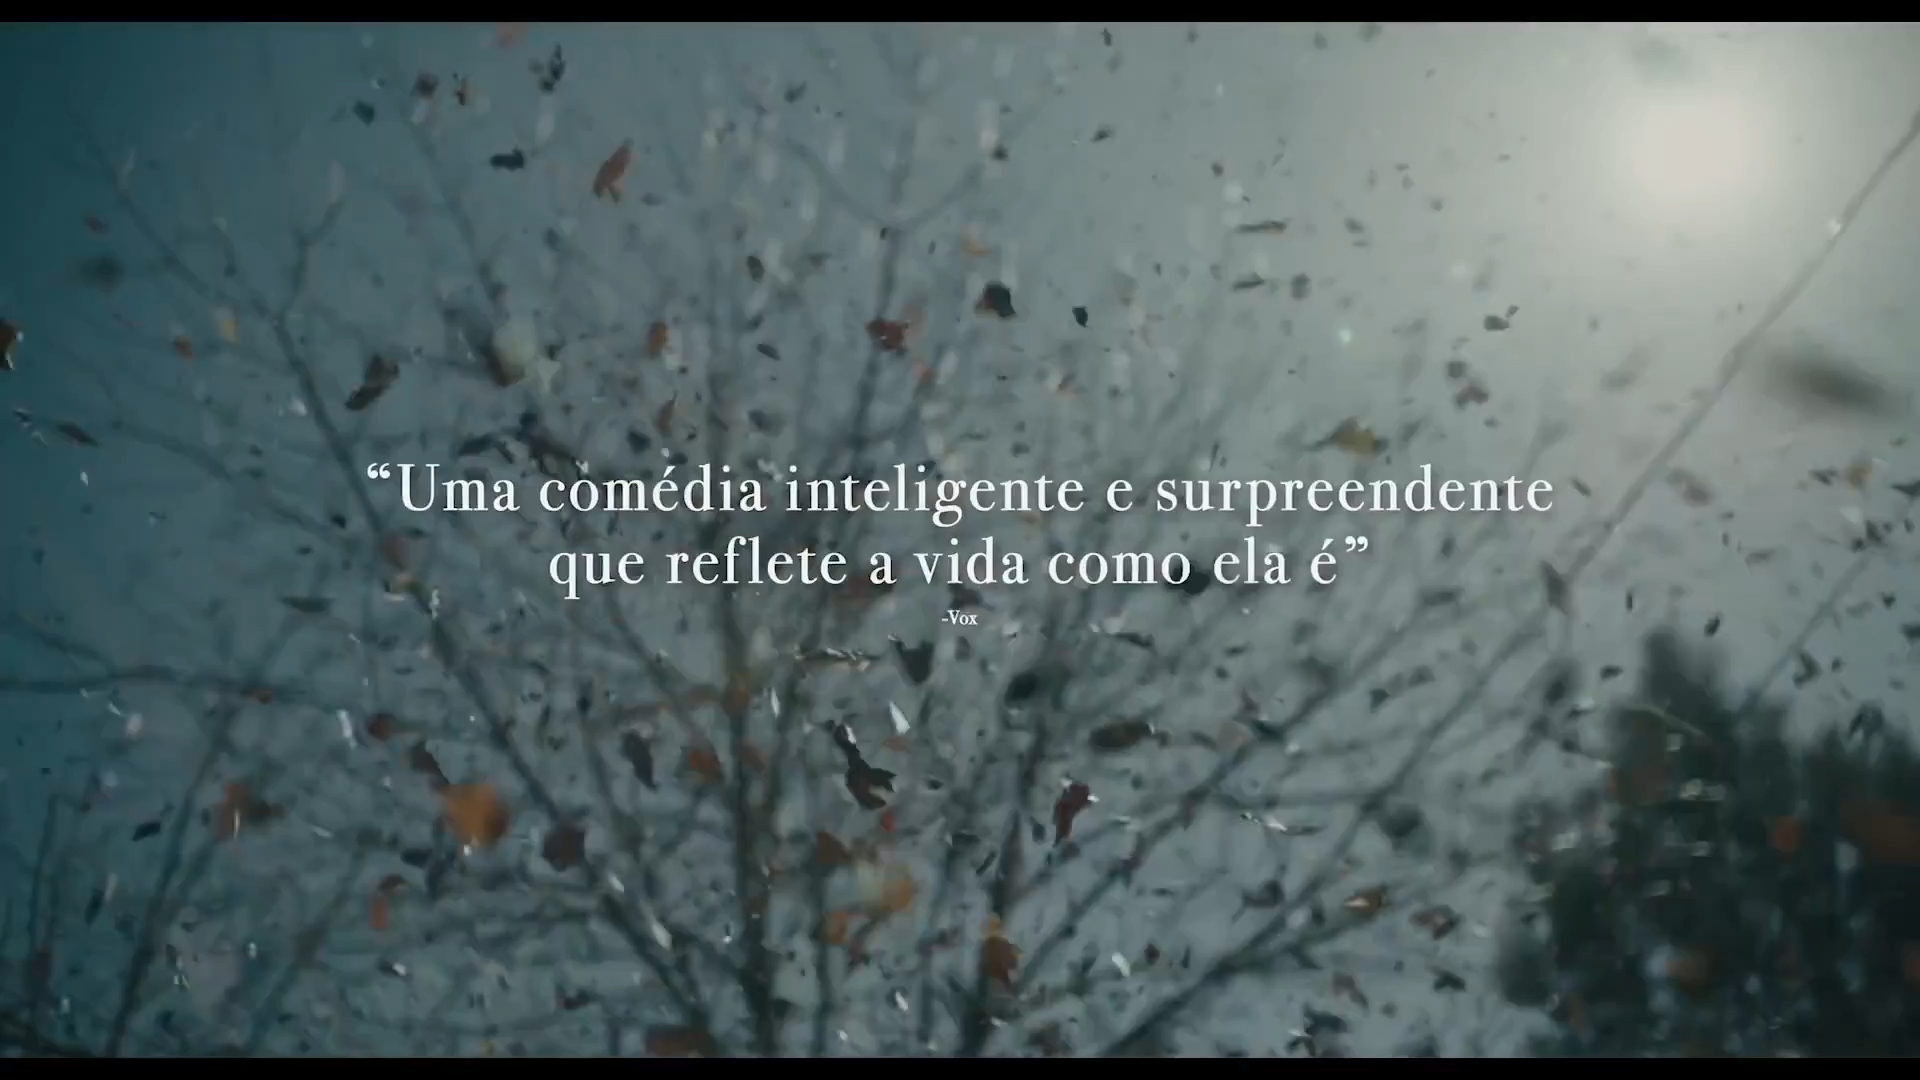 “Uma comédia inteligente e surpreendente
que reflete a vida como ela é”
-Vox